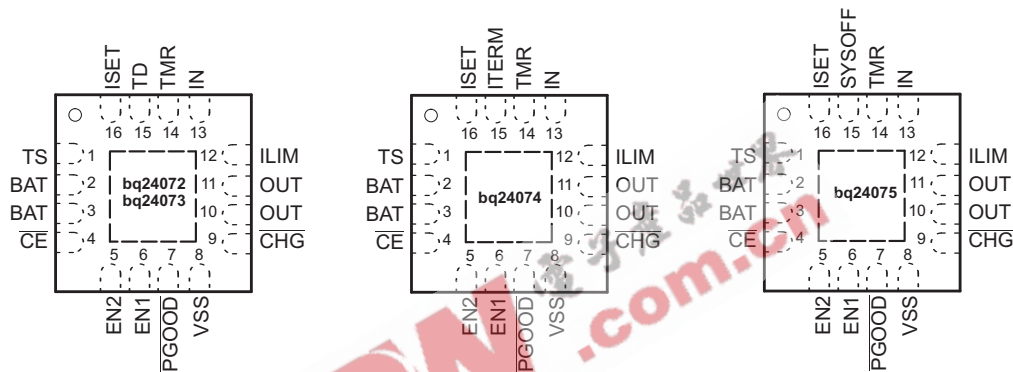 ISET TD TMR IN
16 15 14 13
TS 1 12 ILIM
BAT 2 bq24072 11 OUT
BAT 3 bq24073 10 OUT
CE 4 9 CHG
5 6 7 8
EN2 EN1 PGOOD VSS
ISET ITERM TMR IN
16 15 14 13
TS 1 12 ILIM
BAT 2 bq24074 11 OUT
BAT 3 10 OUT
CE 4 9 CHG
5 6 7 8
EN2 EN1 PGOOD VSS
ISET SYSOFF TMR IN
16 15 14 13
TS 1 12 ILIM
BAT 2 bq24075 11 OUT
BAT 3 10 OUT
CE 4 9 CHG
5 6 7 8
EN2 EN1 PGOOD VSS
.com.cn